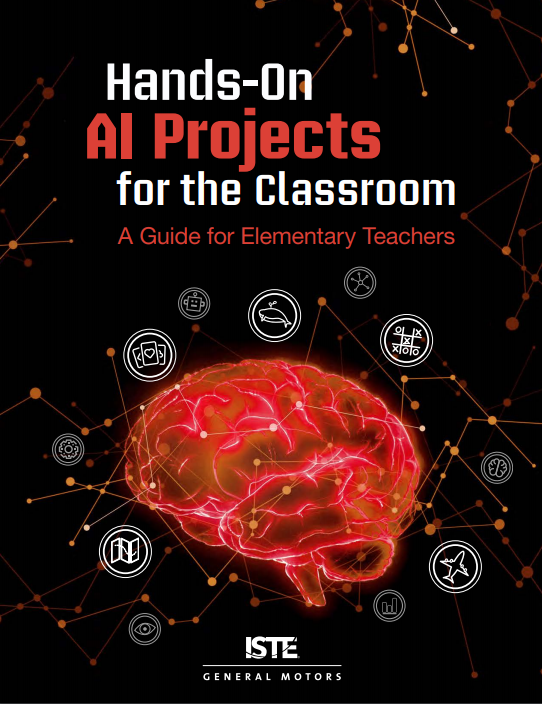 Hands-On
AI Projects
for the Classroom
A Guide for Elementary Teachers
ISTE
GENERAL MOTORS